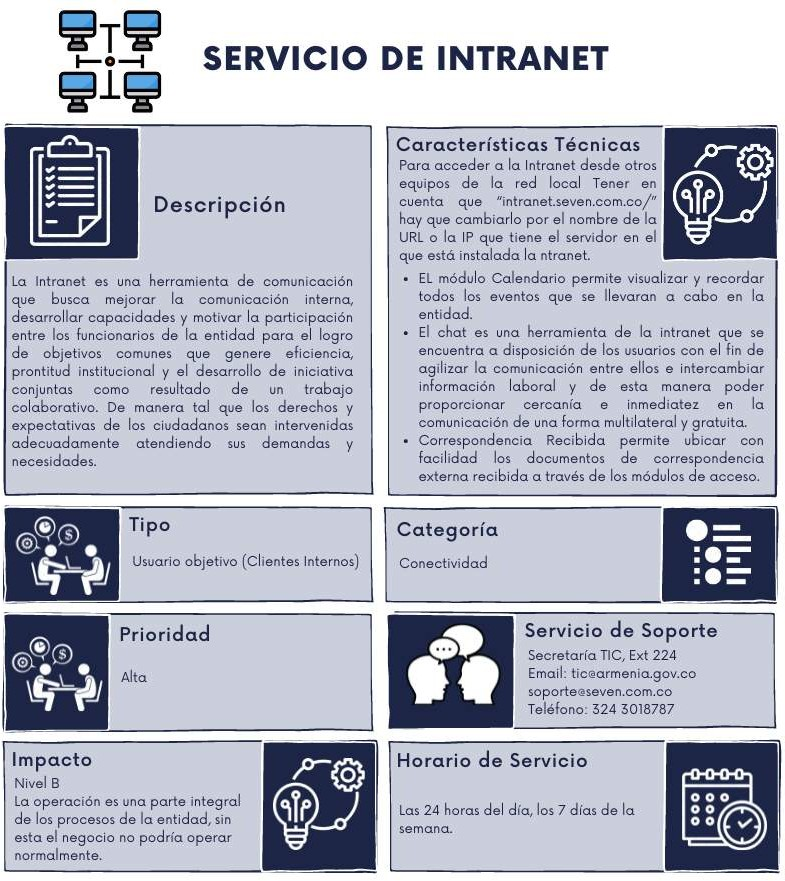 SERVICIO DE INTRANET
Descripción
La Intranet es una herramienta de comunicación
que busca mejorar la comunicación interna,
desarrollar capacidades y motivar la participación
entre los funcionarios de la entidad para el logro
de objetivos comunes que genere eficiencia,
prontitud institucional y el desarrollo de iniciativa
conjuntas como resultado de un trabajo
colaborativo. De manera tal que los derechos y
expectativas de los ciudadanos sean intervenidas
adecuadamente atendiendo sus demandas y
necesidades.
Características Técnicas
Para acceder a la Intranet desde otros
equipos de la red local Tener en
cuenta que “intranet.seven.com.co/”
hay que cambiarlo por el nombre de la
URL o la IP que tiene el servidor en el
que está instalada la ntranet.
• EL módulo Calendario permite visualizar y recordar
todos los eventos que se llevaran a cabo en la
entidad.
• El chat es una herramienta de la intranet que se
encuentra a disposición de los usuarios con el fin de
agilizar la comunicación entre ellos e intercambiar
información laboral y de esta manera poder
proporcionar cercanía e inmediatez en la
comunicación de una forma multilateral y gratuita.
• Correspondencia Recibida permite ubicar con
facilidad los documentos de correspondencia
externa recibida a través de los módulos de acceso.
Tipo
Usuario objetivo (Clientes Internos)
Categoría
Conectividad
Prioridad
Alta
Servicio de Soporte
Secretaría TIC, Ext 224
Email: tic@armenia.gov.co
soporte@seven.com.co
Teléfono: 324 3018787
Impacto
Nivel B
La operación es una parte integral
de los procesos de la entidad, sin
esta el negocio no podría operar
normalmente.
Horario de Servicio
Las 24 horas del día, los 7 días de la
semana.